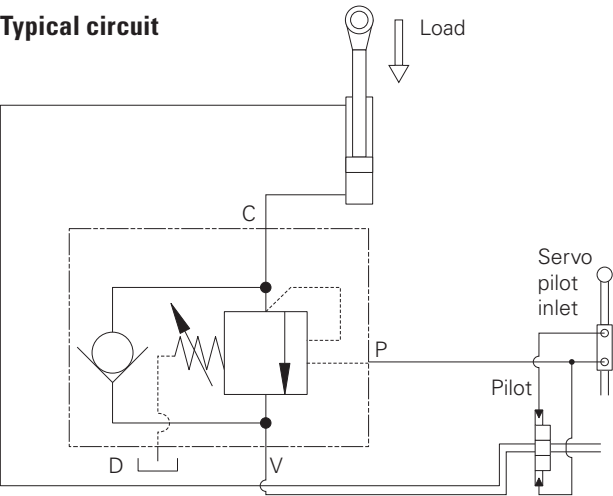 Typical circuit
Load
C
Servo
pilot
inlet
P
Pilot
D
V